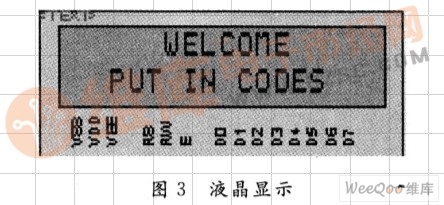 WELCOME
PUT IN CODES
VSS VDD VEE RS RW E D0 D1 D2 D3 D4 D5 D6 D7
图 3 液晶显示
WeeQoo维库